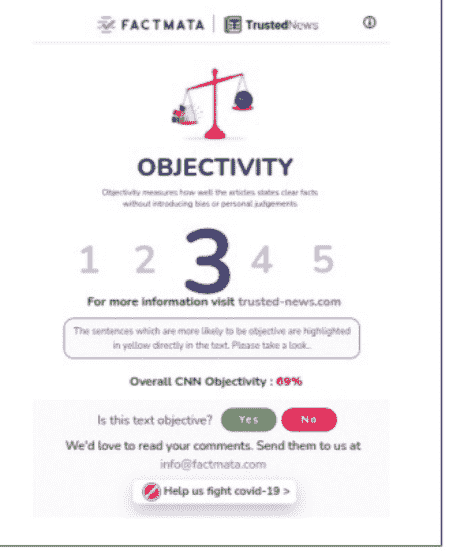 FACTMATA | TrustedNews
OBJECTIVITY
Objectivity measures how well the articles states clear facts
without introducing bias or personal judgements.
1 2 3 4 5
For more information visit trusted-news.com
The sentences which are more likely to be objective are highlighted
in yellow directly in the text. Please take a look..
Overall CNN Objectivity : 69%
Is this text objective? Yes No
We'd love to read your comments. Send them to us at
info@factmata.com
Help us fight covid-19 >